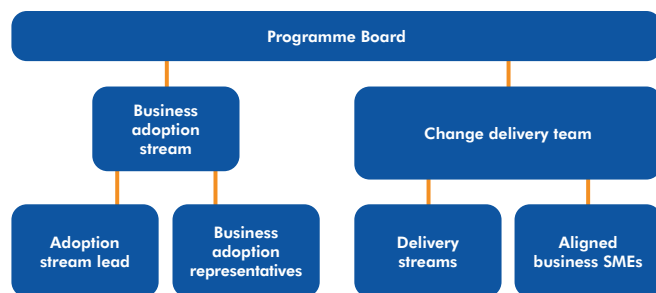 Programme Board
Business
adoption
stream
Change delivery team
Adoption
stream lead
Business
adoption
representatives
Delivery
streams
Aligned
business SMEs